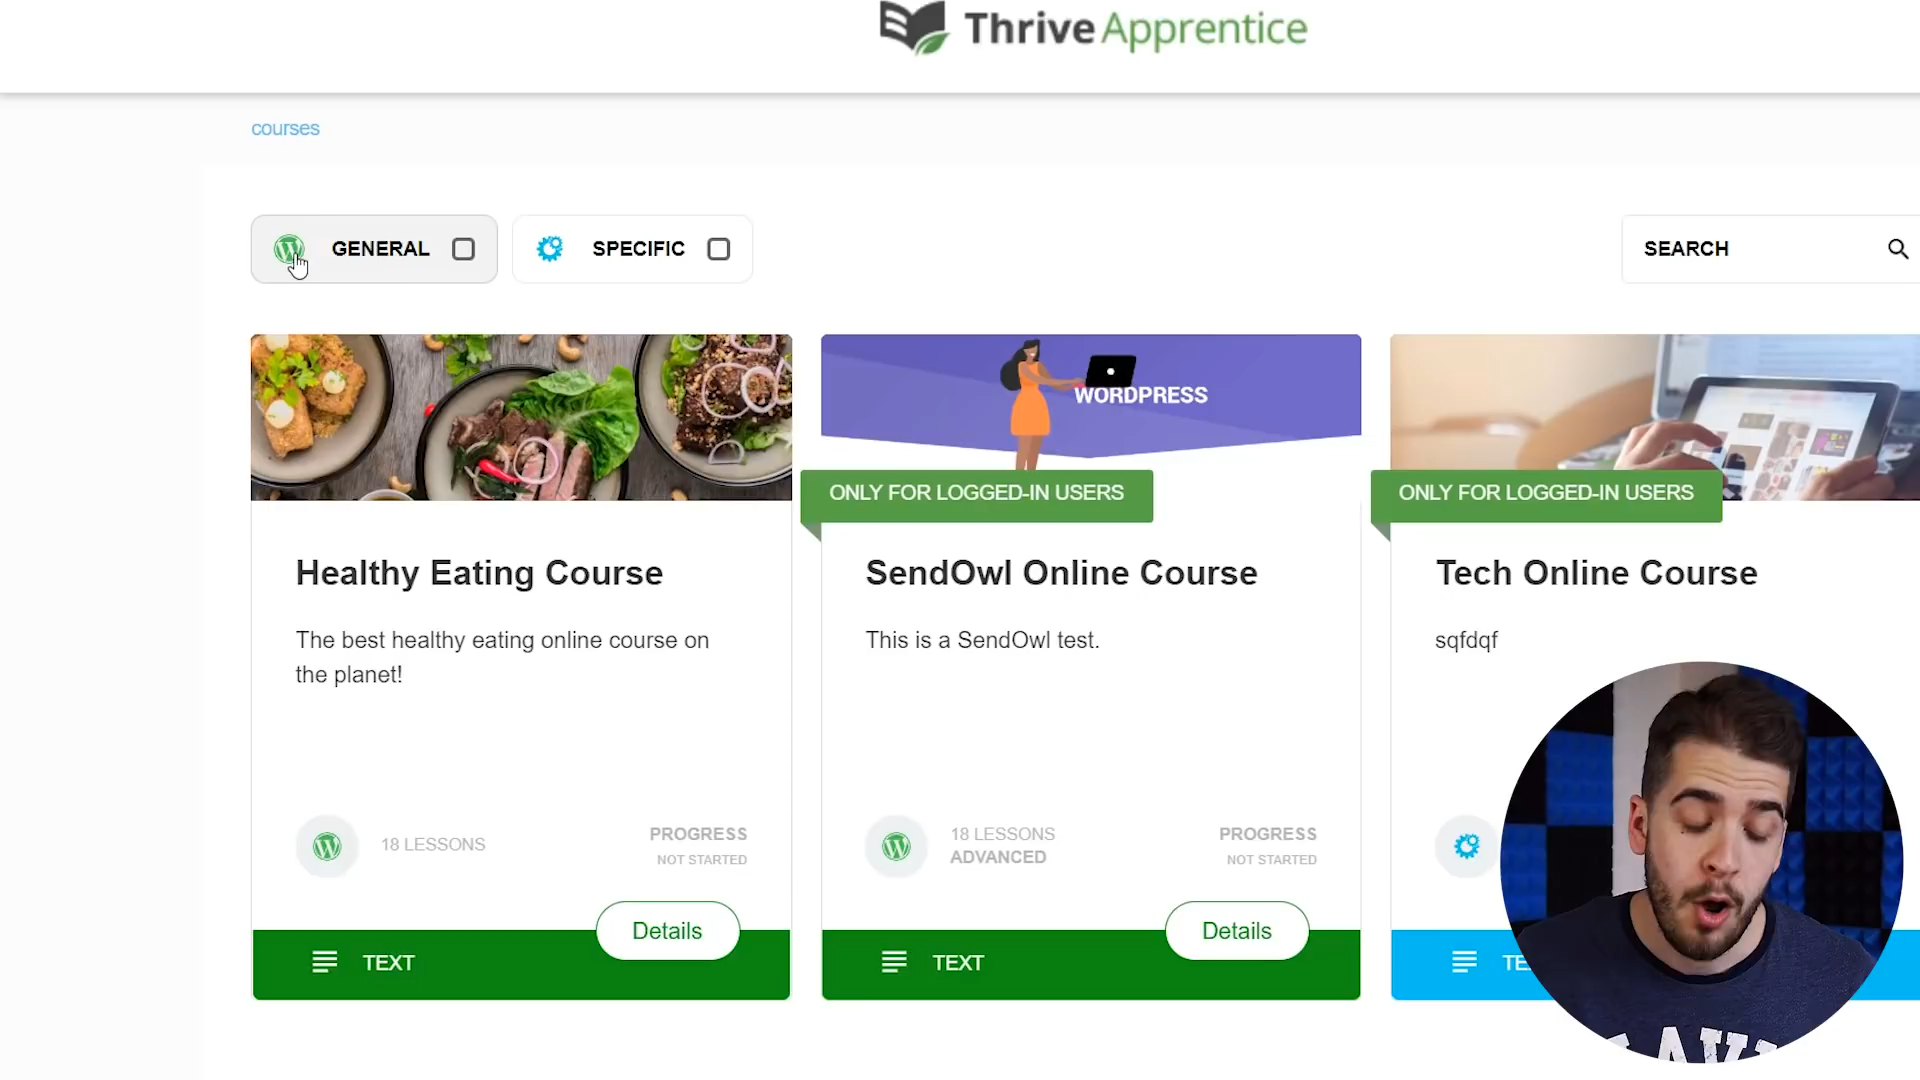 Thrive Apprentice
courses
GENERAL
SPECIFIC
SEARCH
WORDPRESS
ONLY FOR LOGGED-IN USERS
ONLY FOR LOGGED-IN USERS
Healthy Eating Course
SendOwl Online Course
Tech Online Course
The best healthy eating online course on
the planet!
This is a SendOwl test.
sqfdqf
18 LESSONS
PROGRESS
NOT STARTED
18 LESSONS
ADVANCED
PROGRESS
NOT STARTED
Details
Details
TEXT
TEXT